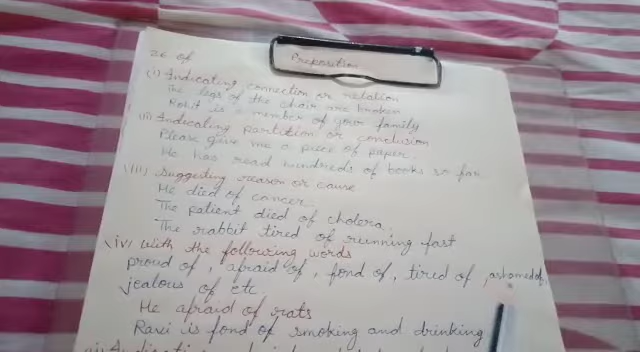 Preposition
26 of
(i) Indicating connection or relation
The legs of the chair are broken
Rohit is a member of your family
(ii) Indicating partition or conclusion
Please give me a piece of paper.
He has read hundreds of books so far
(iii) Suggesting reason or cause
He died of cancer.
The patient died of cholera.
The rabbit tired of running fast
(iv) With the following words
proud of, afraid of, fond of, tired of, ashamed of,
jealous of etc
He afraid of rats
Ravi is fond of smoking and drinking